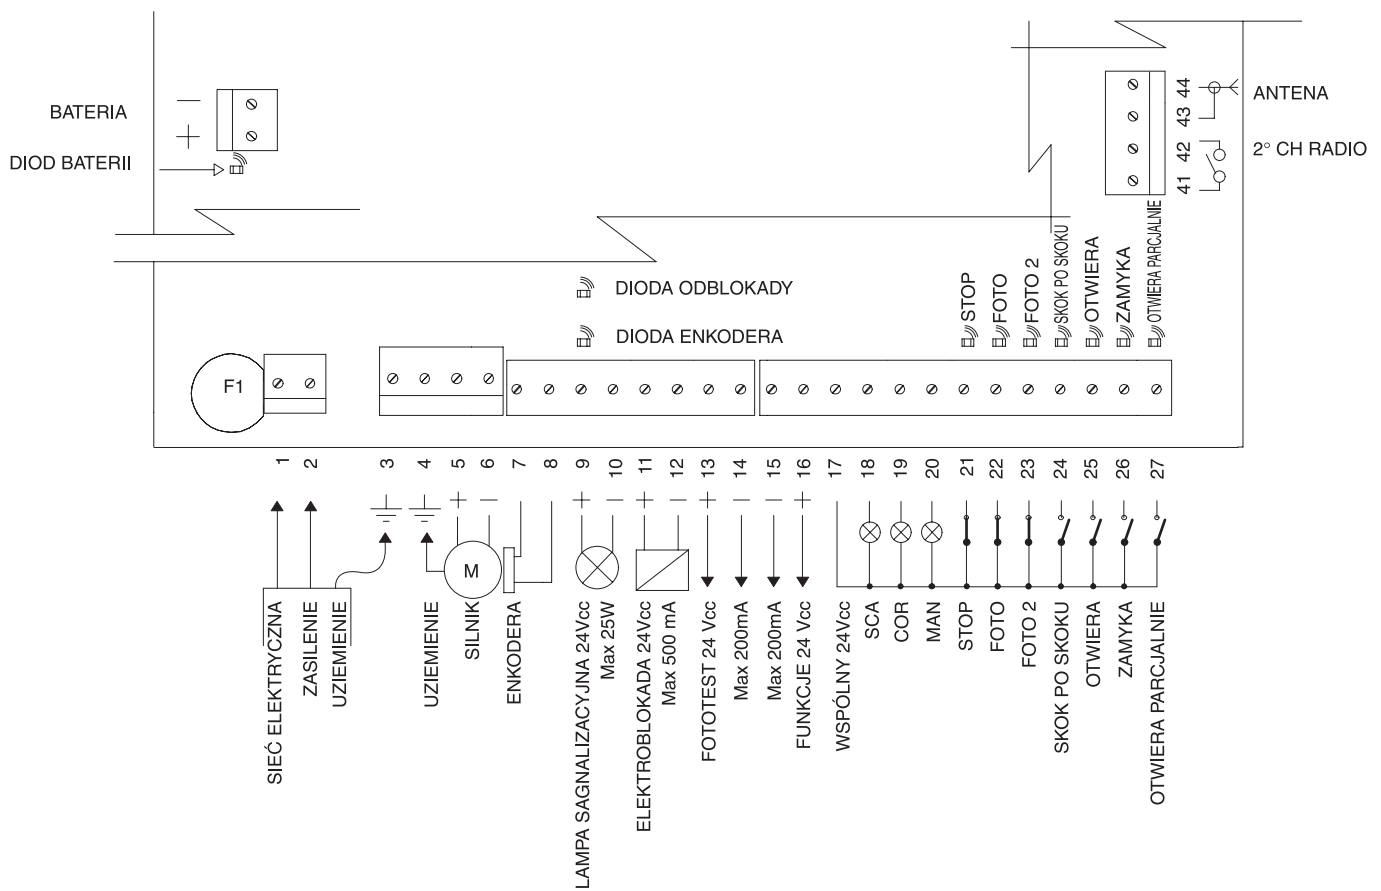 BATERIA
− +
DIOD BATERII
44
43
ANTENA
42
41
2° CH RADIO
DIODA ODBLOKADY
DIODA ENKODERA
STOP
FOTO
FOTO 2
SKOK PO SKOKU
OTWIERA
ZAMYKA
OTWIERA PARCJALNIE
F1
1 2 3 4 5 6 7 8 9 10 11 12 13 14 15 16 17 18 19 20 21 22 23 24 25 26 27
+ − + − + − + − − +
M
SIEĆ ELEKTRYCZNA
ZASILENIE
UZIEMIENIE
UZIEMIENIE
SILNIK
ENKODERA
LAMPA SAGNALIZACYJNA 24Vcc
Max 25W
ELEKTROBLOKADA 24Vcc
Max 500 mA
FOTOTEST 24 Vcc
Max 200mA
Max 200mA
FUNKCJE 24 Vcc
WSPÓLNY 24Vcc
SCA
COR
MAN
STOP
FOTO
FOTO 2
SKOK PO SKOKU
OTWIERA
ZAMYKA
OTWIERA PARCJALNIE